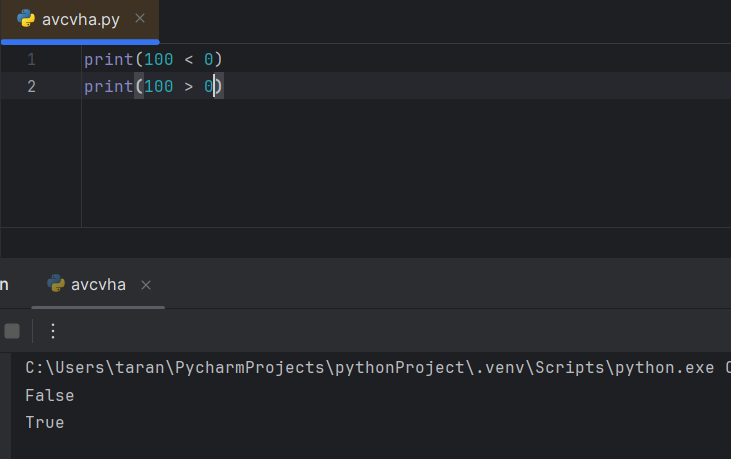 avcvha.py
1 print(100 < 0)
2 print(100 > 0)
n avcvha
C:\Users\taran\PycharmProjects\pythonProject\.venv\Scripts\python.exe C
False
True